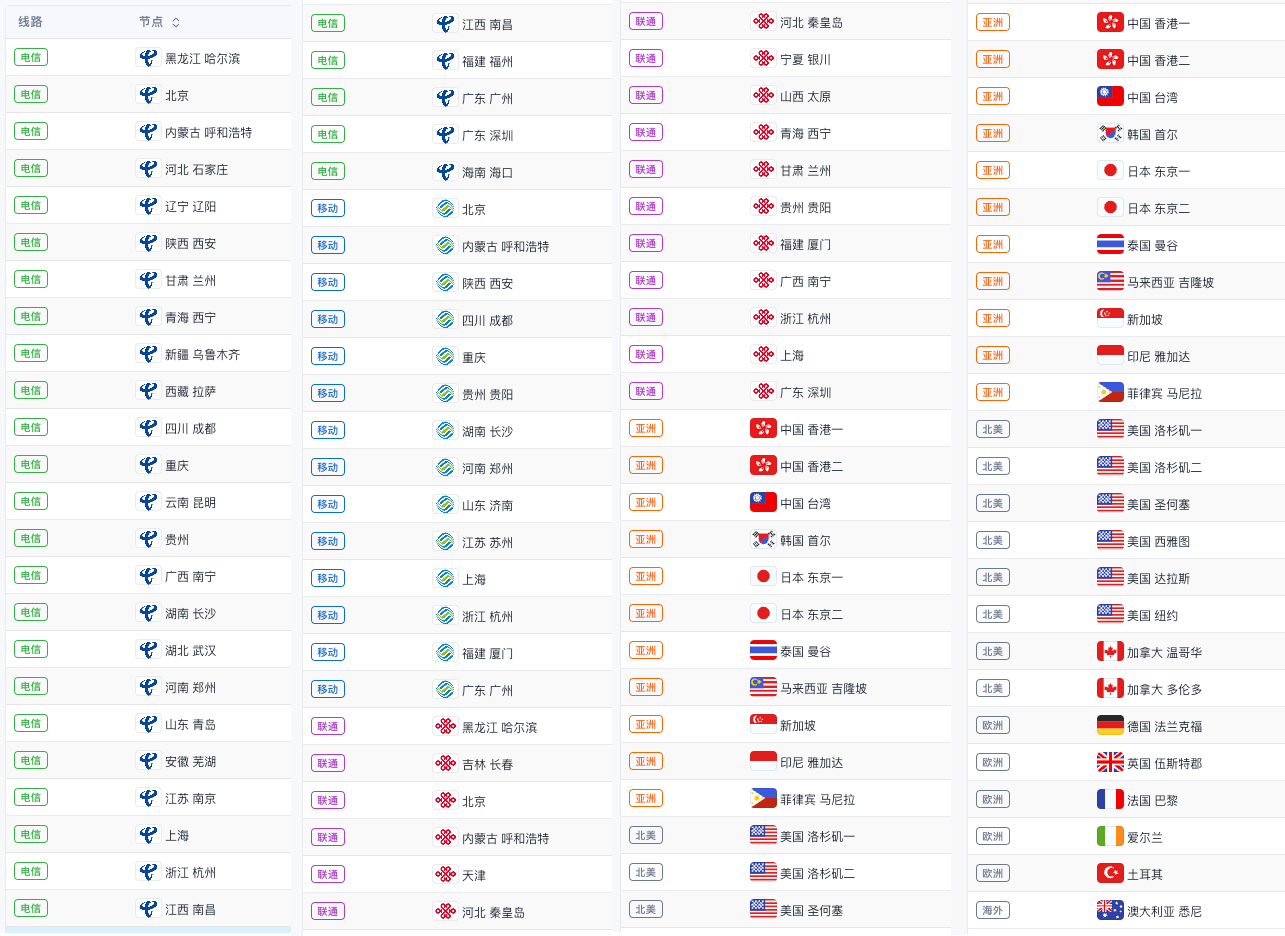 线路 节点
电信 黑龙江 哈尔滨
电信 北京
电信 内蒙古 呼和浩特
电信 河北 石家庄
电信 辽宁 辽阳
电信 陕西 西安
电信 甘肃 兰州
电信 青海 西宁
电信 新疆 乌鲁木齐
电信 西藏 拉萨
电信 四川 成都
电信 重庆
电信 云南 昆明
电信 贵州
电信 广西 南宁
电信 湖南 长沙
电信 湖北 武汉
电信 河南 郑州
电信 山东 青岛
电信 安徽 芜湖
电信 江苏 南京
电信 上海
电信 浙江 杭州
电信 江西 南昌
电信 江西 南昌
电信 福建 福州
电信 广东 广州
电信 广东 深圳
电信 海南 海口
移动 北京
移动 内蒙古 呼和浩特
移动 陕西 西安
移动 四川 成都
移动 重庆
移动 贵州 贵阳
移动 湖南 长沙
移动 河南 郑州
移动 山东 济南
移动 江苏 苏州
移动 上海
移动 浙江 杭州
移动 福建 厦门
移动 广东 广州
联通 黑龙江 哈尔滨
联通 吉林 长春
联通 北京
联通 内蒙古 呼和浩特
联通 天津
联通 河北 秦皇岛
联通 河北 秦皇岛
联通 宁夏 银川
联通 山西 太原
联通 青海 西宁
联通 甘肃 兰州
联通 贵州 贵阳
联通 福建 厦门
联通 广西 南宁
联通 浙江 杭州
联通 上海
联通 广东 深圳
亚洲 中国 香港一
亚洲 中国 香港二
亚洲 中国 台湾
亚洲 韩国 首尔
亚洲 日本 东京一
亚洲 日本 东京二
亚洲 泰国 曼谷
亚洲 马来西亚 吉隆坡
亚洲 新加坡
亚洲 印尼 雅加达
亚洲 菲律宾 马尼拉
北美 美国 洛杉矶一
北美 美国 洛杉矶二
北美 美国 圣何塞
亚洲 中国 香港一
亚洲 中国 香港二
亚洲 中国 台湾
亚洲 韩国 首尔
亚洲 日本 东京一
亚洲 日本 东京二
亚洲 泰国 曼谷
亚洲 马来西亚 吉隆坡
亚洲 新加坡
亚洲 印尼 雅加达
亚洲 菲律宾 马尼拉
北美 美国 洛杉矶一
北美 美国 洛杉矶二
北美 美国 圣何塞
北美 美国 西雅图
北美 美国 达拉斯
北美 美国 纽约
北美 加拿大 温哥华
北美 加拿大 多伦多
欧洲 德国 法兰克福
欧洲 英国 伍斯特郡
欧洲 法国 巴黎
欧洲 爱尔兰
欧洲 土耳其
海外 澳大利亚 悉尼